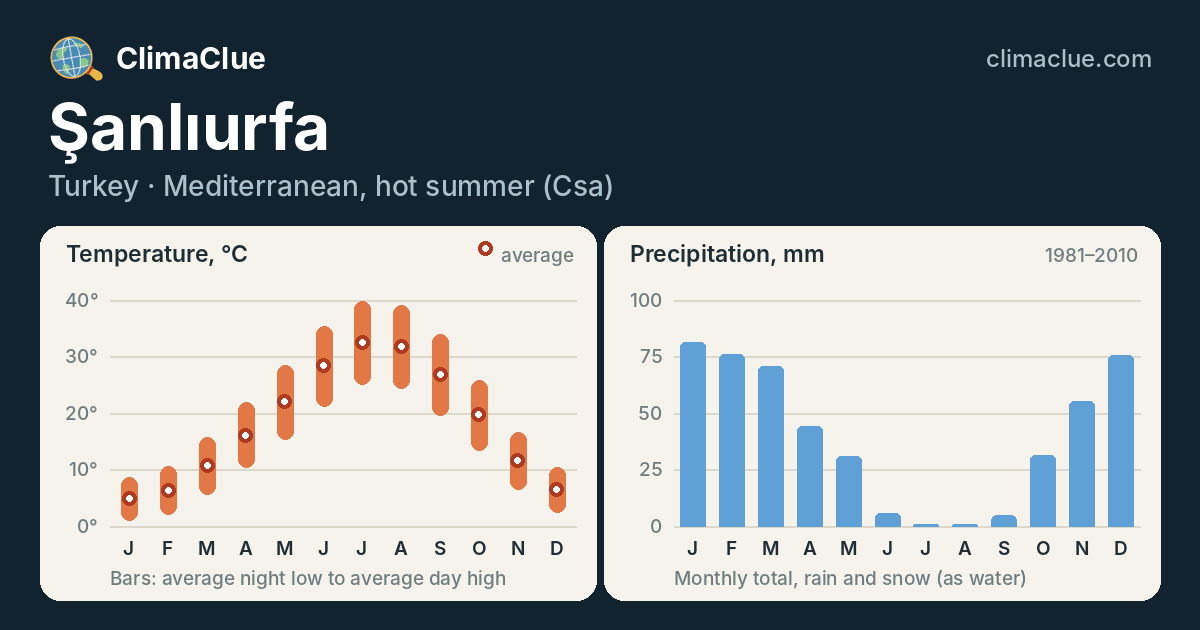 ClimaClue
climaclue.com
Şanlıurfa
Turkey · Mediterranean, hot summer (Csa)
Temperature, °C
average
40°
30°
20°
10°
0°
J F M A M J J A S O N D
Bars: average night low to average day high
Precipitation, mm
1981–2010
100
75
50
25
0
J F M A M J J A S O N D
Monthly total, rain and snow (as water)